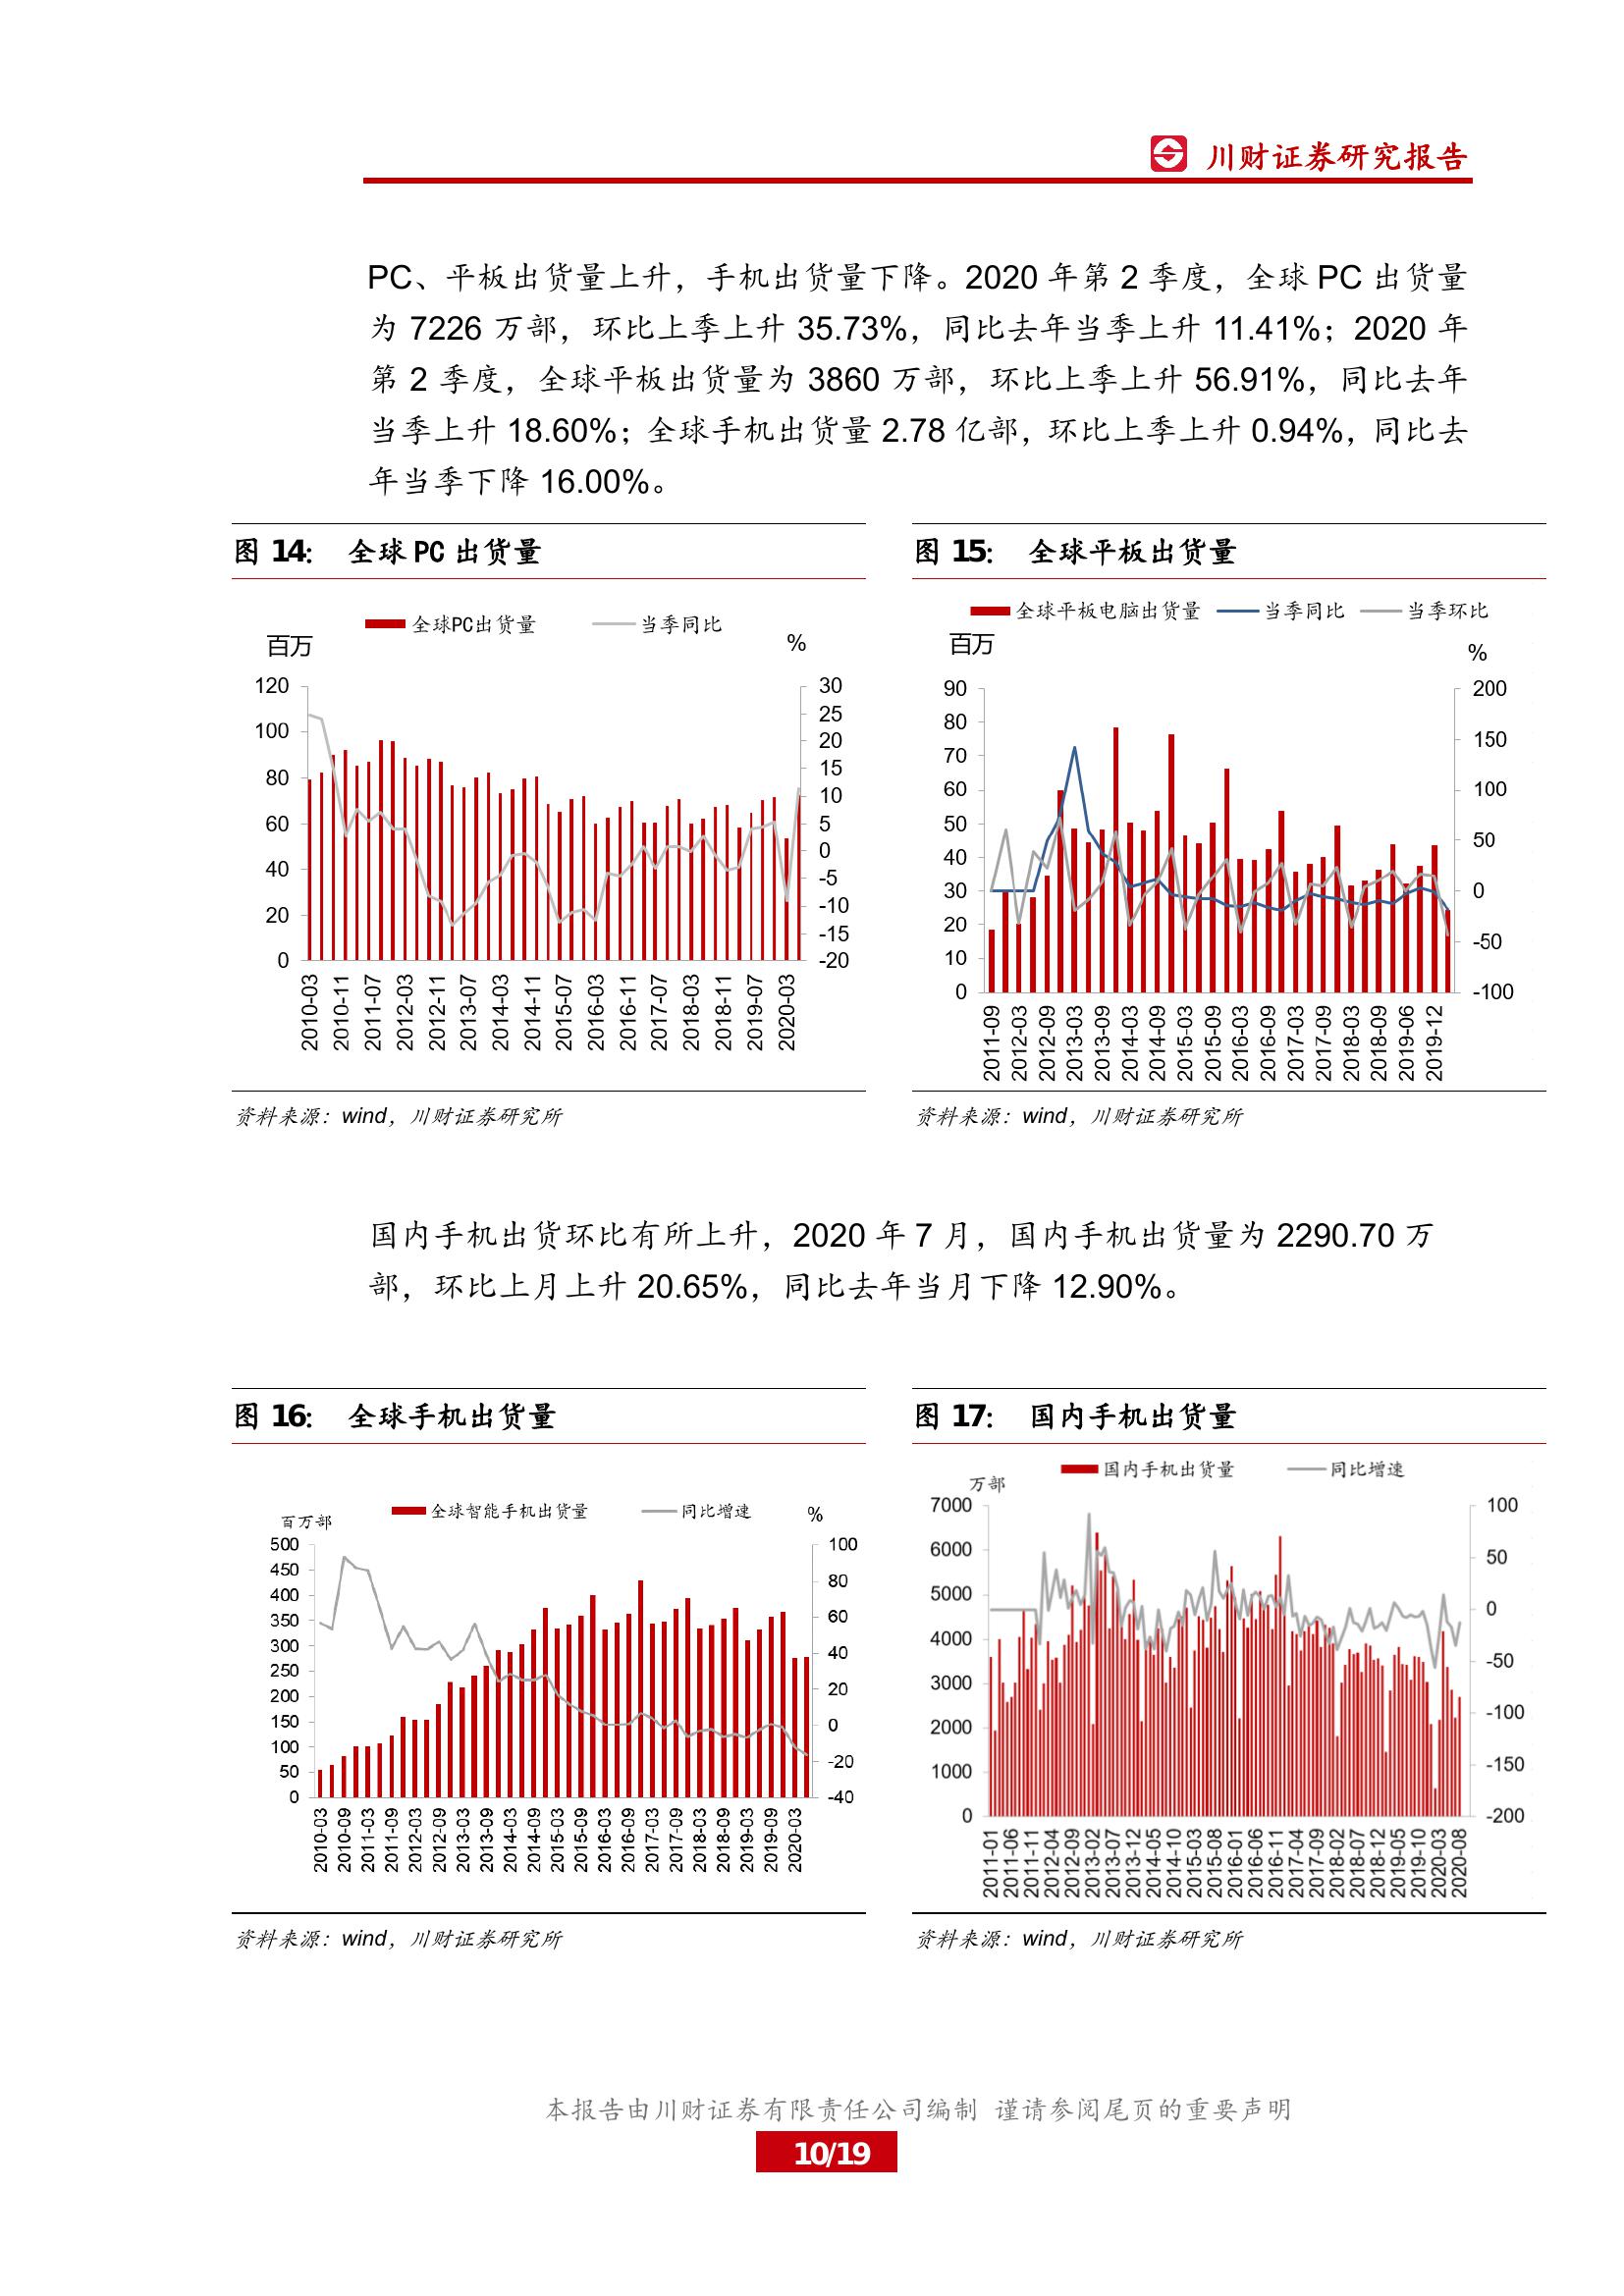 川财证券研究报告
PC、平板出货量上升，手机出货量下降。2020 年第 2 季度，全球 PC 出货量
为 7226 万部，环比上季上升 35.73%，同比去年当季上升 11.41%；2020 年
第 2 季度，全球平板出货量为 3860 万部，环比上季上升 56.91%，同比去年
当季上升 18.60%；全球手机出货量 2.78 亿部，环比上季上升 0.94%，同比去
年当季下降 16.00%。
图 14： 全球 PC 出货量
全球PC出货量 当季同比
百万 %
120 30
100 25
80 20
60 15
40 10
20 5
0 0
-5
-10
-15
-20
2010-03 2010-11 2011-07 2012-03 2012-11 2013-07 2014-03 2014-11 2015-07 2016-03 2016-11 2017-07 2018-03 2018-11 2019-07 2020-03
资料来源：wind，川财证券研究所
图 15： 全球平板出货量
全球平板电脑出货量 当季同比 当季环比
百万 %
90 200
80 150
70 100
60 50
50 0
40 -50
30 -100
20
10
0
2011-09 2012-03 2012-09 2013-03 2013-09 2014-03 2014-09 2015-03 2015-09 2016-03 2016-09 2017-03 2017-09 2018-03 2018-09 2019-06 2019-12
资料来源：wind，川财证券研究所
国内手机出货环比有所上升，2020 年 7 月，国内手机出货量为 2290.70 万
部，环比上月上升 20.65%，同比去年当月下降 12.90%。
图 16： 全球手机出货量
全球智能手机出货量 同比增速
百万部 %
500 100
450 80
400 60
350 40
300 20
250 0
200 -20
150 -40
100
50
0
2010-03 2010-09 2011-03 2011-09 2012-03 2012-09 2013-03 2013-09 2014-03 2014-09 2015-03 2015-09 2016-03 2016-09 2017-03 2017-09 2018-03 2018-09 2019-03 2019-09 2020-03
资料来源：wind，川财证券研究所
图 17： 国内手机出货量
国内手机出货量 同比增速
万部
7000 100
6000 50
5000 0
4000 -50
3000 -100
2000 -150
1000 -200
0
2011-01 2011-06 2011-11 2012-04 2012-09 2013-02 2013-07 2013-12 2014-05 2014-10 2015-03 2015-08 2016-01 2016-06 2016-11 2017-04 2017-09 2018-02 2018-07 2018-12 2019-05 2019-10 2020-03 2020-08
资料来源：wind，川财证券研究所
本报告由川财证券有限责任公司编制 谨请参阅尾页的重要声明
10/19